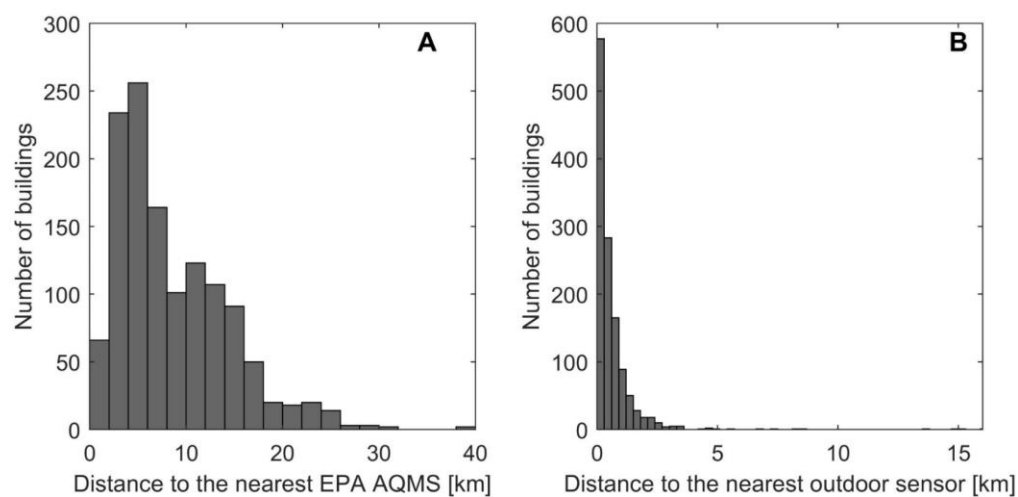 A
300
250
200
150
100
50
0
Number of buildings
0 10 20 30 40
Distance to the nearest EPA AQMS [km]
B
600
500
400
300
200
100
0
Number of buildings
0 5 10 15
Distance to the nearest outdoor sensor [km]